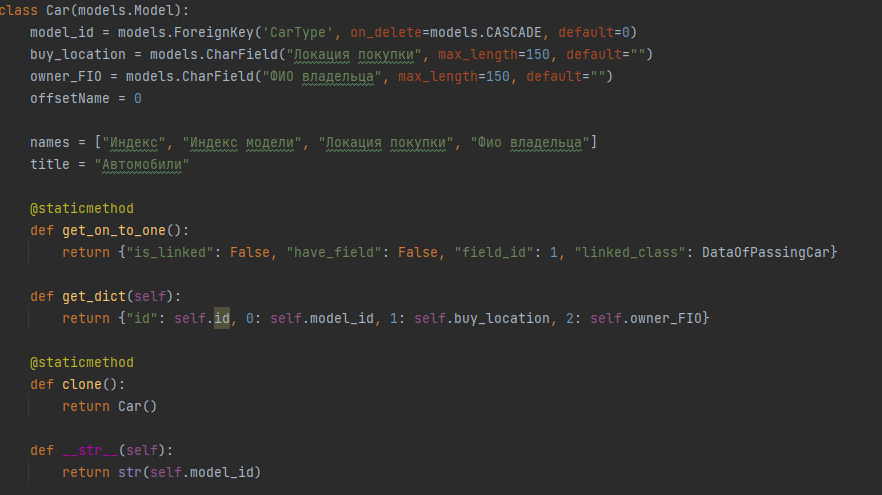 class Car(models.Model):
    model_id = models.ForeignKey('CarType', on_delete=models.CASCADE, default=0)
    buy_location = models.CharField("Локация покупки", max_length=150, default="")
    owner_FIO = models.CharField("ФИО владельца", max_length=150, default="")
    offsetName = 0

    names = ["Индекс", "Индекс модели", "Локация покупки", "Фио владельца"]
    title = "Автомобили"

    @staticmethod
    def get_on_to_one():
        return {"is_linked": False, "have_field": False, "field_id": 1, "linked_class": DataOfPassingCar}

    def get_dict(self):
        return {"id": self.id, 0: self.model_id, 1: self.buy_location, 2: self.owner_FIO}

    @staticmethod
    def clone():
        return Car()

    def __str__(self):
        return str(self.model_id)